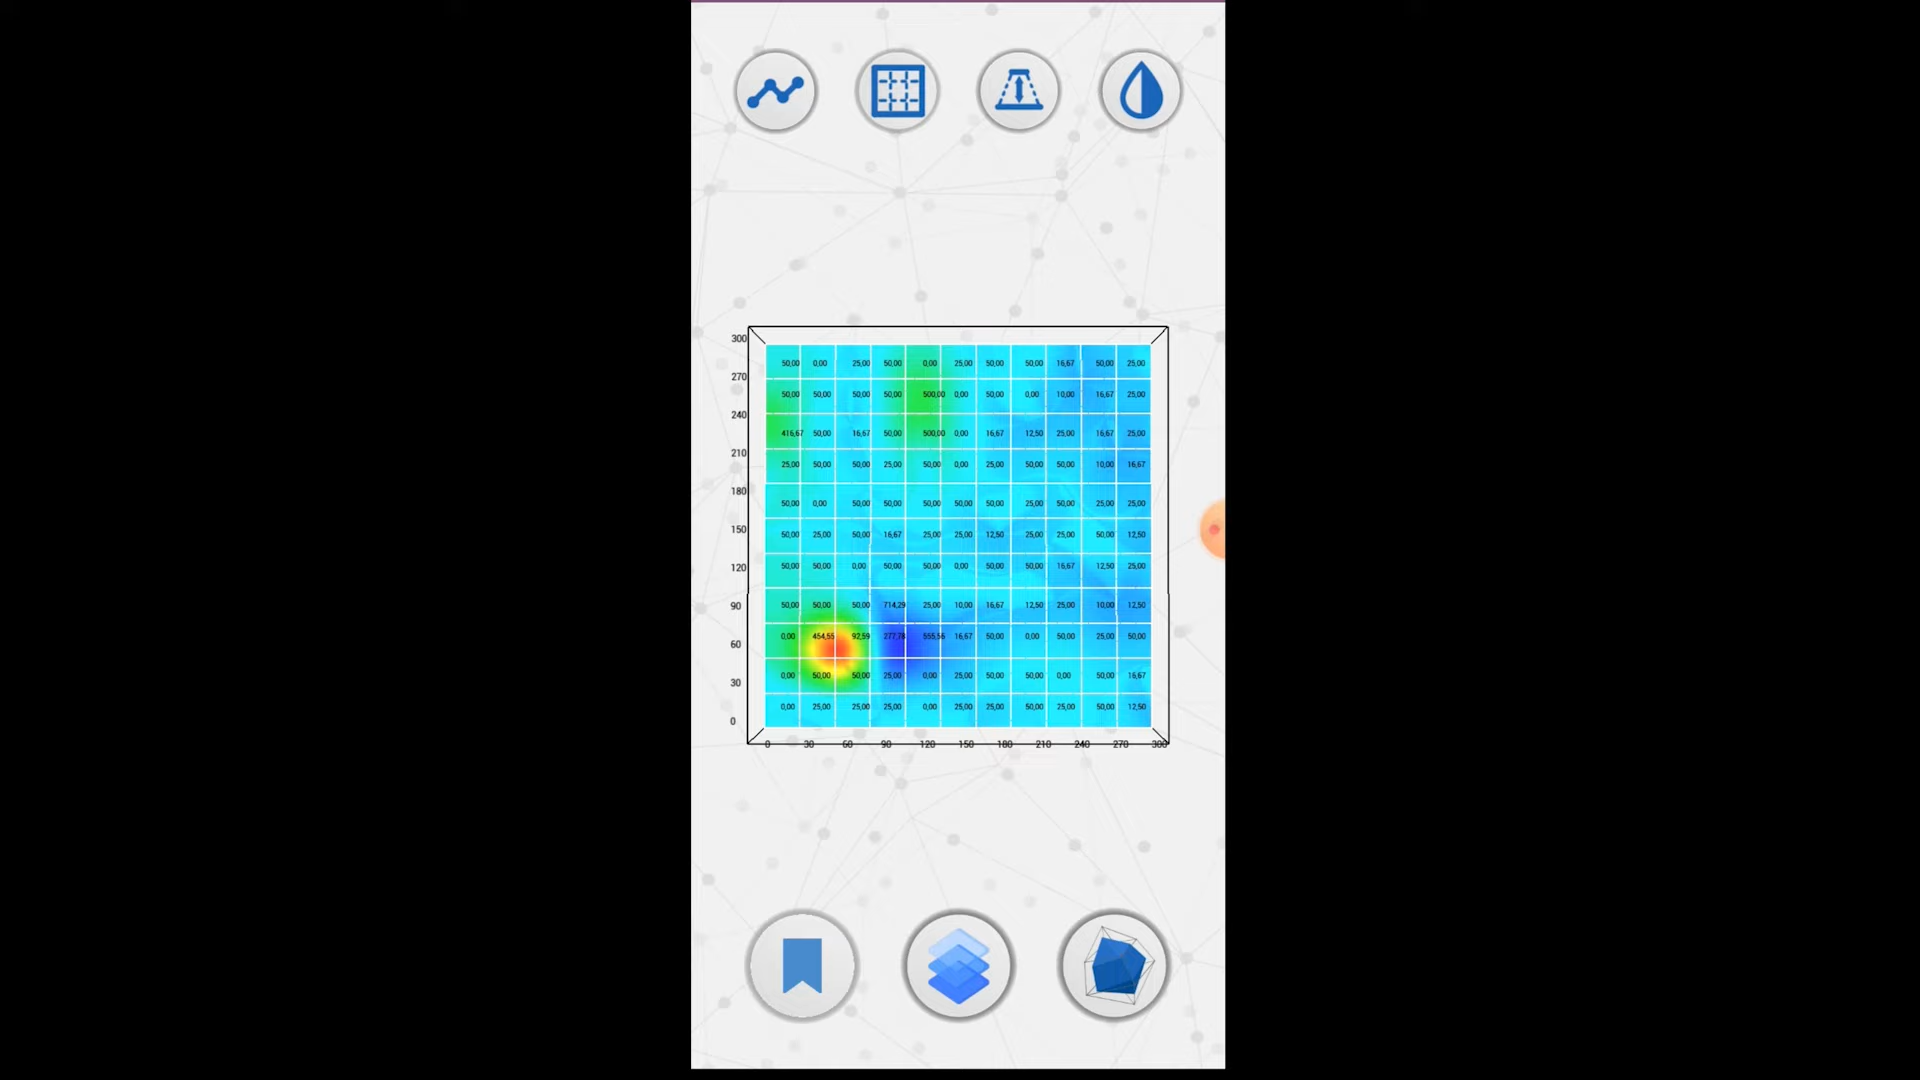 300
50,00 0,00 25,00 50,00 0,00 25,00 50,00 50,00 16,67 50,00 25,00
270
50,00 50,00 50,00 50,00 500,00 0,00 50,00 0,00 10,00 16,67 25,00
240
416,67 50,00 16,67 50,00 500,00 0,00 16,67 12,50 25,00 16,67 25,00
210
25,00 50,00 50,00 25,00 50,00 0,00 25,00 50,00 50,00 10,00 16,67
180
50,00 0,00 50,00 50,00 50,00 50,00 50,00 25,00 50,00 25,00 25,00
150
50,00 25,00 50,00 16,67 25,00 25,00 12,50 25,00 25,00 50,00 12,50
120
50,00 50,00 0,00 50,00 50,00 0,00 50,00 50,00 16,67 12,50 25,00
90
50,00 50,00 50,00 714,29 25,00 10,00 16,67 12,50 25,00 10,00 12,50
60
0,00 454,55 92,59 277,78 555,56 16,67 50,00 0,00 50,00 25,00 50,00
30
0,00 50,00 50,00 25,00 0,00 25,00 50,00 50,00 0,00 50,00 16,67
0,00 25,00 25,00 25,00 0,00 25,00 25,00 50,00 25,00 50,00 12,50
0
0 30 60 90 120 150 180 210 240 270 300